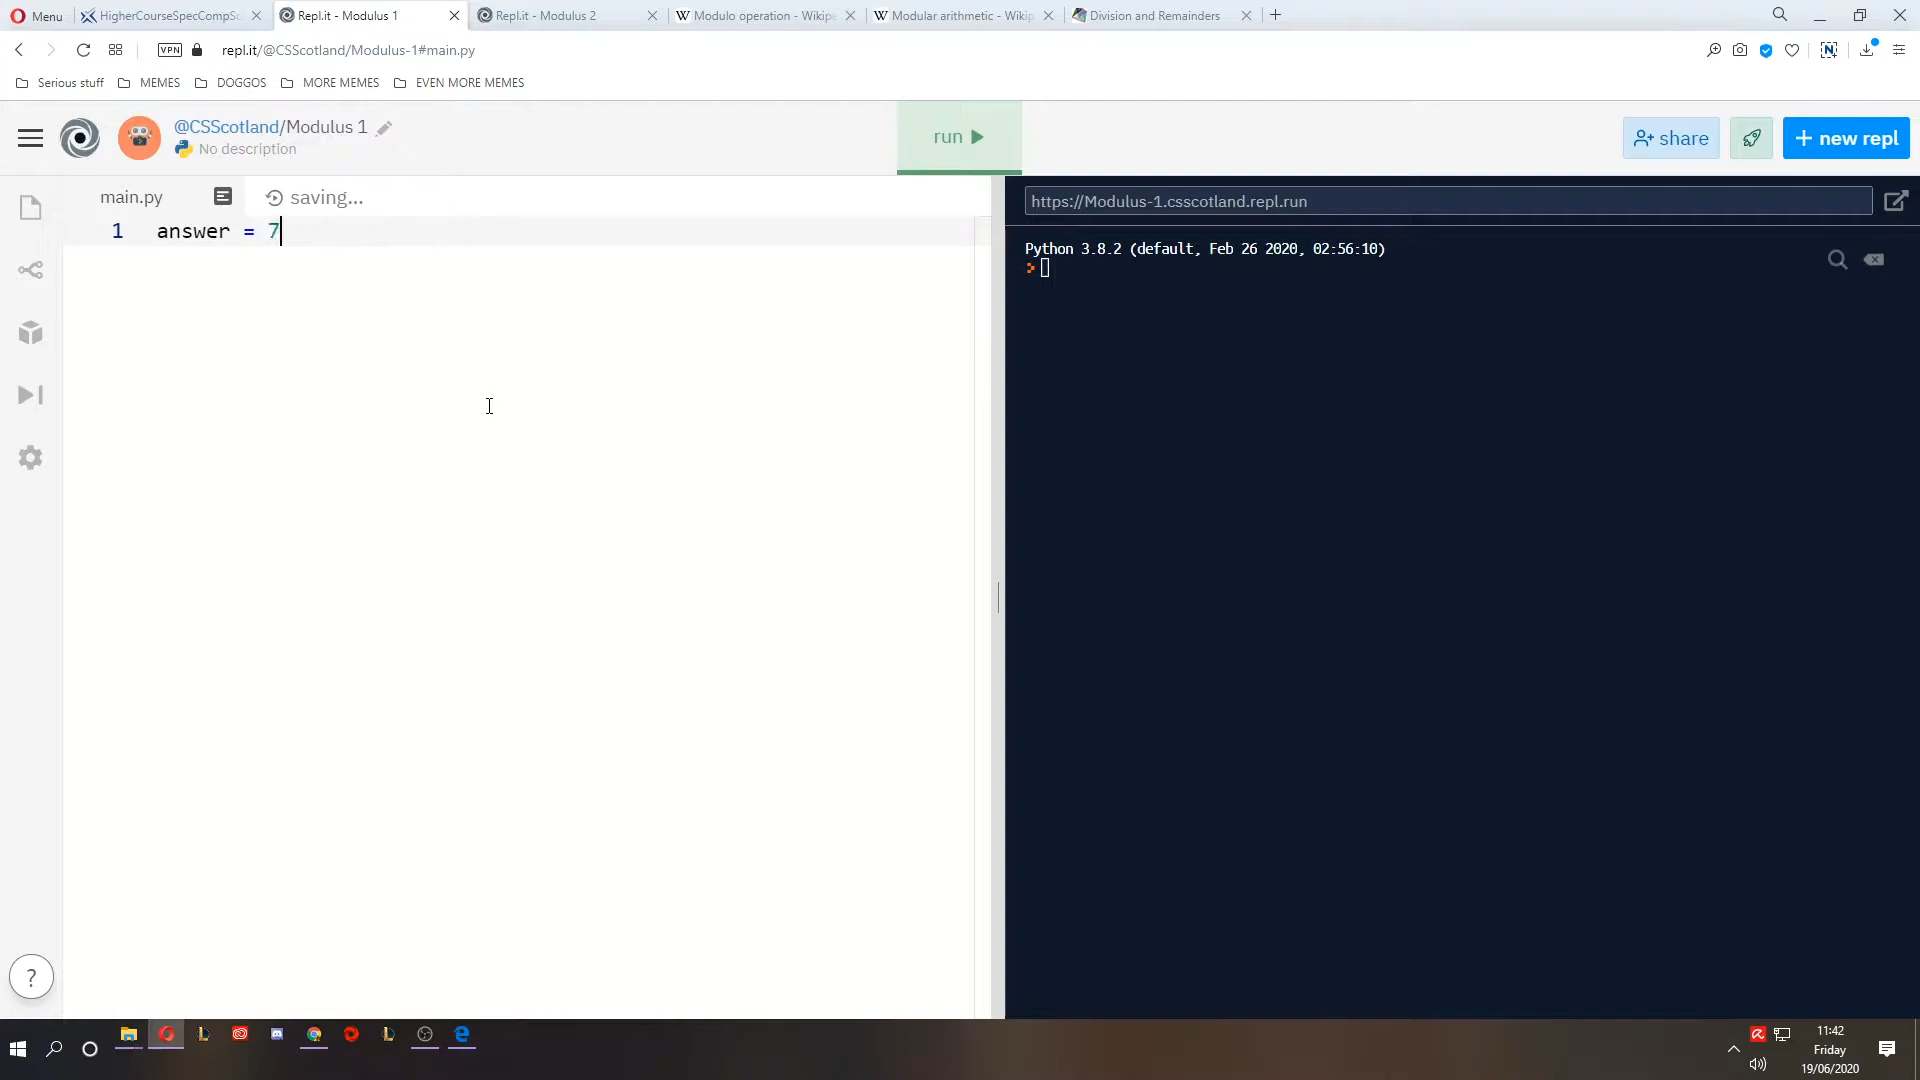 Menu
HigherCourseSpecCompSc
Repl.it - Modulus 1
Repl.it - Modulus 2
Modulo operation - Wikipe
Modular arithmetic - Wikip
Division and Remainders
VPN
repl.it/@CSScotland/Modulus-1#main.py
Serious stuff
MEMES
DOGGOS
MORE MEMES
EVEN MORE MEMES
@CSScotland/Modulus 1
No description
run
share
+ new repl
main.py
saving...
https://Modulus-1.csscotland.repl.run
1 answer = 7
Python 3.8.2 (default, Feb 26 2020, 02:56:10)
>
?
11:42
Friday
19/06/2020